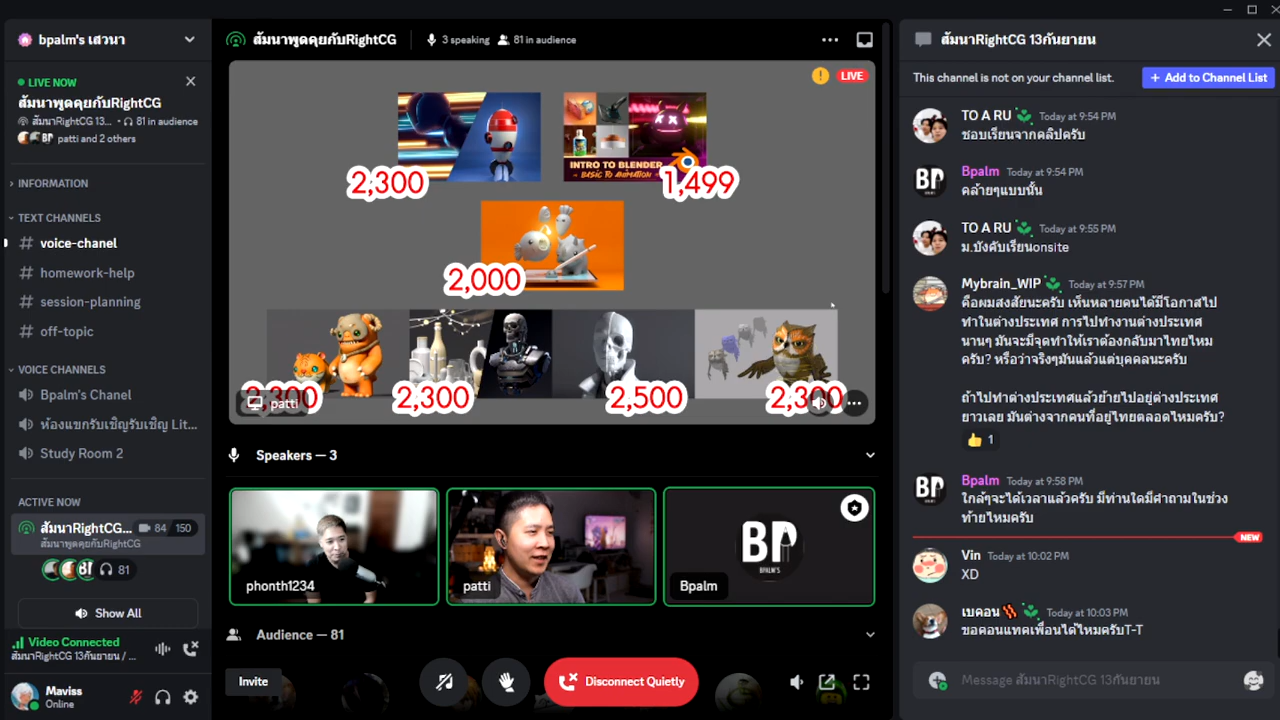 bpalm's เสวนา
LIVE NOW
สัมนาพูดคุยกับRightCG
สัมนาRightCG 13... • 81 in audience
patti and 2 others
INFORMATION
TEXT CHANNELS
voice-chanel
homework-help
session-planning
off-topic
VOICE CHANNELS
Bpalm's Chanel
ห้องแขกรับเชิญรับเชิญ Lit...
Study Room 2
ACTIVE NOW
สัมนาRightCG... 84 150
สัมนาพูดคุยกับRightCG
81
Show All
Video Connected
สัมนาRightCG 13กันยายน / ...
Maviss
Online
สัมนาพูดคุยกับRightCG
3 speaking 81 in audience
LIVE
INTRO TO BLENDER
BASIC TO ANIMATION
2,300
1,499
2,000
2,300
2,300
2,500
2,300
patti
Speakers — 3
phonth1234
patti
BP
BPALM'S
Bpalm
Audience — 81
Invite
Disconnect Quietly
สัมนาRightCG 13กันยายน
This channel is not on your channel list.
+ Add to Channel List
TO A RU Today at 9:54 PM
ชอบเรียนจากคลิปครับ
BP
Bpalm Today at 9:54 PM
คล้ายๆแบบนั้น
TO A RU Today at 9:55 PM
ม.บังคับเรียนonsite
Mybrain_WIP Today at 9:57 PM
คือผมสงสัยนะครับ เห็นหลายคนได้มีโอกาสไป
ทำในต่างประเทศ การไปทำงานต่างประเทศ
นานๆ มันจะมีจุดทำให้เราต้องกลับมาไทยไหม
ครับ? หรือว่าจริงๆมันแล้วแต่บุคคลนะครับ
ถ้าไปทำต่างประเทศแล้วย้ายไปอยู่ต่างประเทศ
ยาวเลย มันต่างจากคนที่อยู่ไทยตลอดไหมครับ?
👍 1
BP
Bpalm Today at 9:58 PM
ใกล้ๆจะได้เวลาแล้วครับ มีท่านใดมีคำถามในช่วง
ท้ายไหมครับ
NEW
Vin Today at 10:02 PM
XD
เบคอน🥓 Today at 10:03 PM
ขอคอนแทคเพื่อนได้ไหมครับT-T
Message สัมนาRightCG 13กันยายน